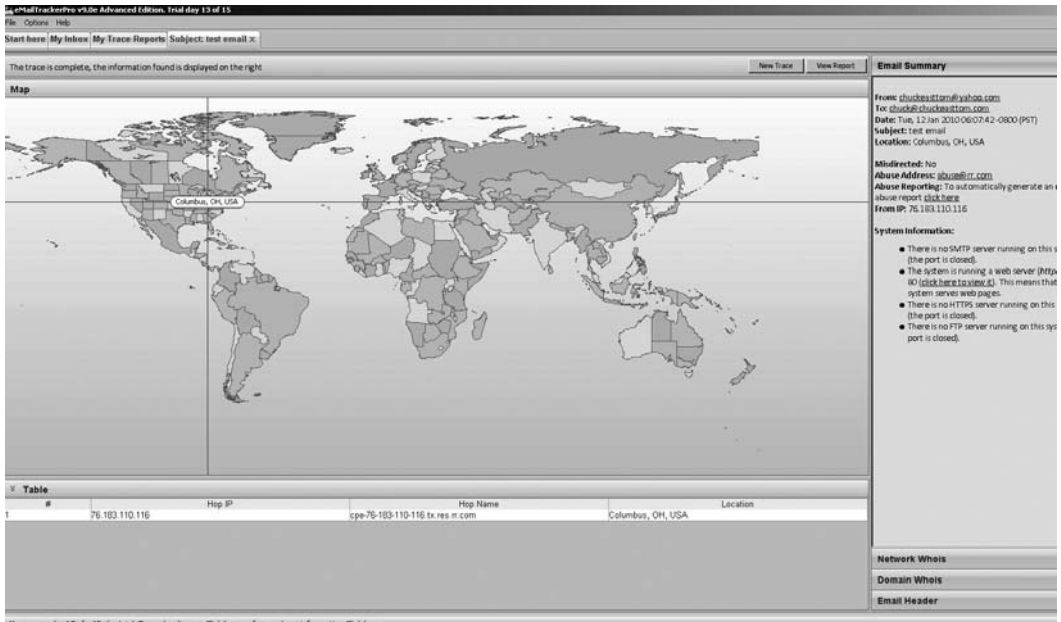 eMailTrackerPro v9.0e Advanced Edition. Trial day 13 of 15
File Options Help
Start here My Inbox My Trace Reports Subject: test email ×
The trace is complete, the information found is displayed on the right
New Trace View Report
Map
Columbus, OH, USA
Table
# Hop IP Hop Name Location
1 76.183.110.116 cpe-76-183-110-116.tx.res.rr.com Columbus, OH, USA
Email Summary
From: chuckeasttom@yahoo.com
To: chuck@chuckeasttom.com
Date: Tue, 12 Jan 2010 06:07:42 -0800 (PST)
Subject: test email
Location: Columbus, OH, USA
Misdirected: No
Abuse Address: abuse@rr.com
Abuse Reporting: To automatically generate an
abuse report click here
From IP: 76.183.110.116
System Information:
There is no SMTP server running on this
(the port is closed).
The system is running a web server (http
80 (click here to view it). This means that
system serves web pages.
There is no HTTPS server running on this
(the port is closed).
There is no FTP server running on this sys
port is closed).
Network Whois
Domain Whois
Email Header